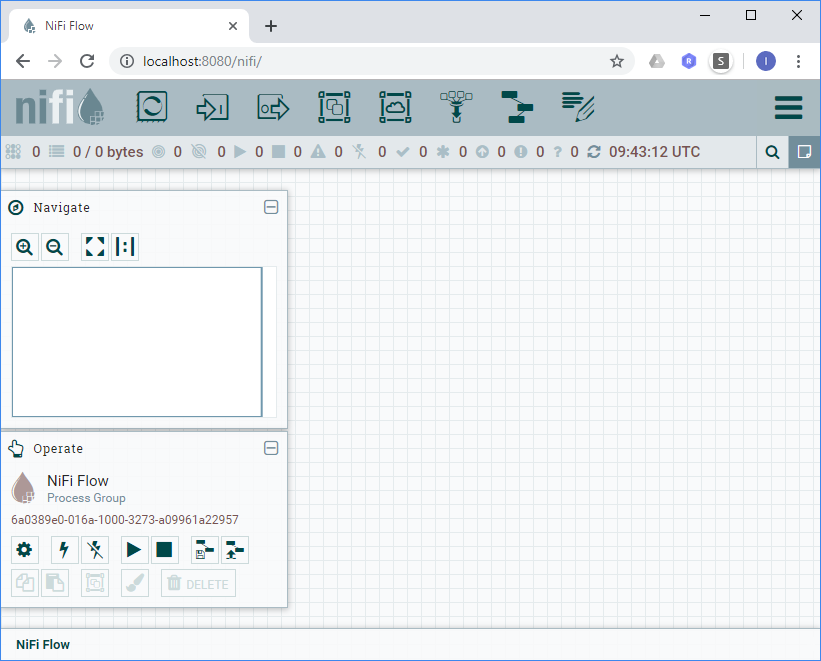 NiFi Flow
localhost:8080/nifi/
R
S
I
nifi
0 0 / 0 bytes 0 0 0 0 0 0 0 0 0 0 0 09:43:12 UTC
Navigate
Operate
NiFi Flow
Process Group
6a0389e0-016a-1000-3273-a09961a22957
DELETE
NiFi Flow